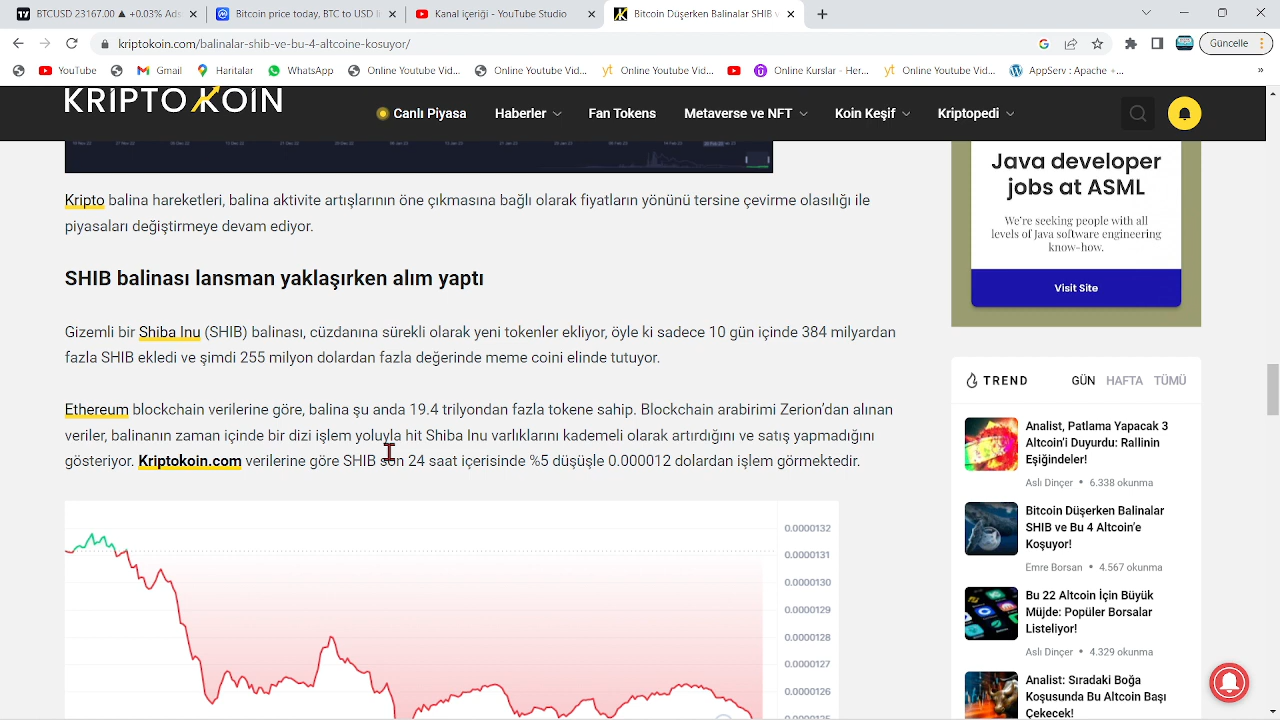 BTCUSD 23167.00 ▲ +0.03% Adsız
Bitcoin price today, BTC to USD li
Kanal içeriği - YouTube Studio
Bitcoin Düşerken Balinalar SHIB v
kriptokoin.com/balinalar-shib-ve-bu-4-altcoine-kosuyor/
Güncelle
YouTube
Gmail
Haritalar
WhatsApp
Online Youtube Vid...
Online Youtube Vid...
Online Youtube Vid...
Online Kurslar - Her...
Online Youtube Vid...
AppServ : Apache +...
KRIPTOKOIN
Canlı Piyasa
Haberler
Fan Tokens
Metaverse ve NFT
Koin Keşif
Kriptopedi
Kripto balina hareketleri, balina aktivite artışlarının öne çıkmasına bağlı olarak fiyatların yönünü tersine çevirme olasılığı ile
piyasaları değiştirmeye devam ediyor.
SHIB balinası lansman yaklaşırken alım yaptı
Gizemli bir Shiba Inu (SHIB) balinası, cüzdanına sürekli olarak yeni tokenler ekliyor, öyle ki sadece 10 gün içinde 384 milyardan
fazla SHIB ekledi ve şimdi 255 milyon dolardan fazla değerinde meme coini elinde tutuyor.
Ethereum blockchain verilerine göre, balina şu anda 19.4 trilyondan fazla tokene sahip. Blockchain arabirimi Zerion'dan alınan
veriler, balinanın zaman içinde bir dizi işlem yoluyla hit Shiba Inu varlıklarını kademeli olarak artırdığını ve satış yapmadığını
gösteriyor. Kriptokoin.com verilerine göre SHIB son 24 saat içerisinde %5 düşüşle 0.000012 dolardan işlem görmektedir.
0.0000132
0.0000131
0.0000130
0.0000129
0.0000128
0.0000127
0.0000126
0.0000125
Java developer
jobs at ASML
We're seeking people with all
levels of Java software engineering
know-how.
Visit Site
TREND
GÜN
HAFTA
TÜMÜ
Analist, Patlama Yapacak 3
Altcoin'i Duyurdu: Rallinin
Eşiğindeler!
Aslı Dinçer • 6.338 okunma
Bitcoin Düşerken Balinalar
SHIB ve Bu 4 Altcoin'e
Koşuyor!
Emre Borsan • 4.567 okunma
Bu 22 Altcoin İçin Büyük
Müjde: Popüler Borsalar
Listeliyor!
Aslı Dinçer • 4.329 okunma
Analist: Sıradaki Boğa
Koşusunda Bu Altcoin Başı
Çekecek!